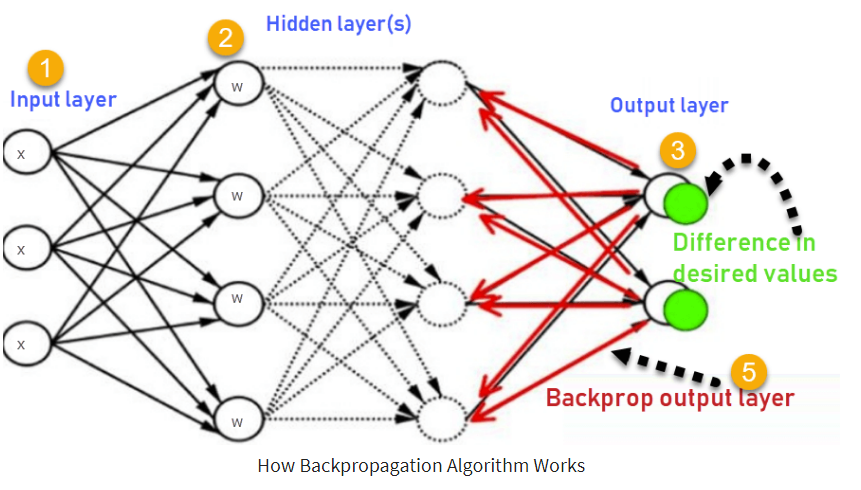 Hidden layer(s)
2
1
Input layer
Output layer
3
x
x
x
w
w
w
w
Difference in
desired values
5
Backprop output layer
How Backpropagation Algorithm Works